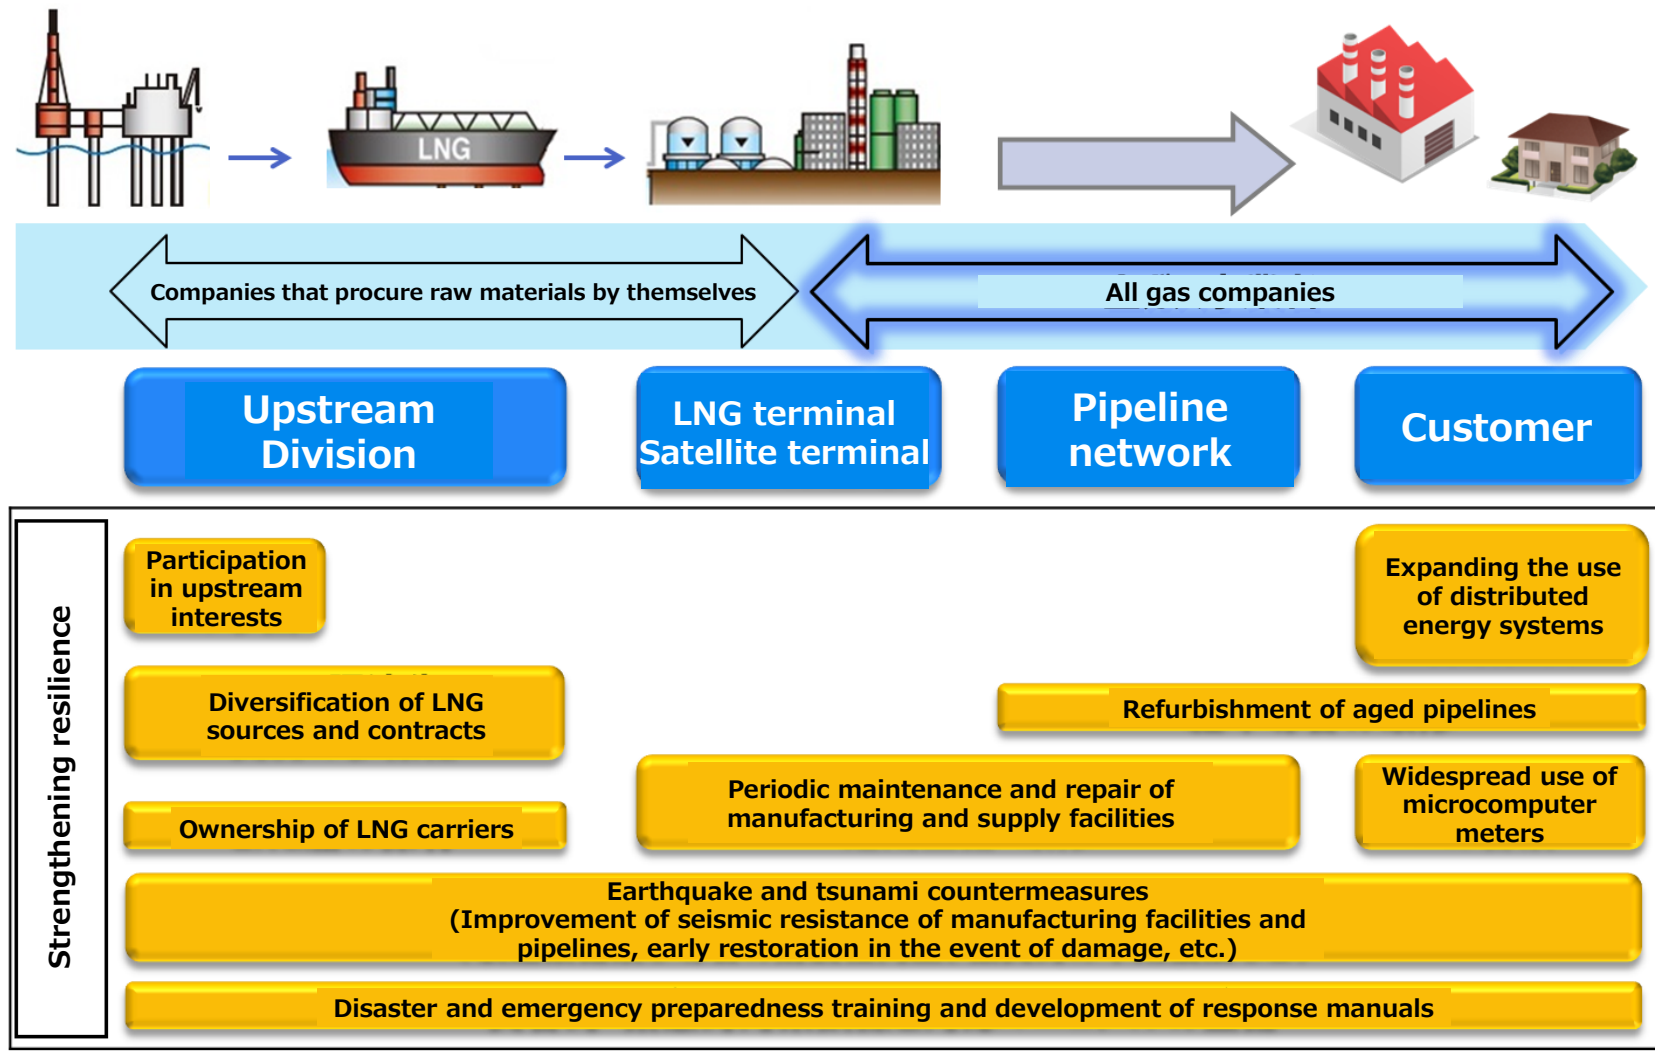 LNG
Companies that procure raw materials by themselves
All gas companies
Upstream
Division
LNG terminal
Satellite terminal
Pipeline
network
Customer
Strengthening resilience
Participation
in upstream
interests
Expanding the use
of distributed
energy systems
Diversification of LNG
sources and contracts
Refurbishment of aged pipelines
Periodic maintenance and repair of
manufacturing and supply facilities
Widespread use of
microcomputer
meters
Ownership of LNG carriers
Earthquake and tsunami countermeasures
(Improvement of seismic resistance of manufacturing facilities and
pipelines, early restoration in the event of damage, etc.)
Disaster and emergency preparedness training and development of response manuals